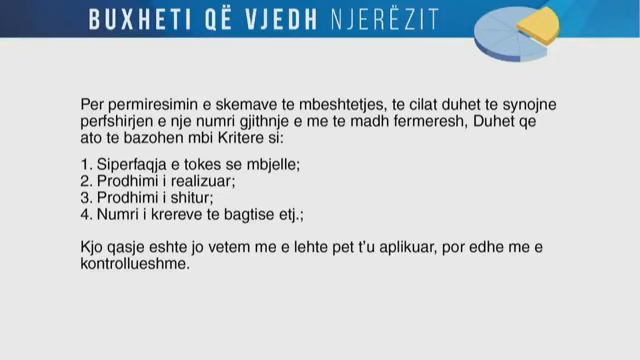 BUXHETI QË VJEDH NJERËZIT
Per permiresimin e skemave te mbeshtetjes, te cilat duhet te synojne
perfshirjen e nje numri gjithnje e me te madh fermeresh, Duhet qe
ato te bazohen mbi Kritere si:
1. Siperfaqja e tokes se mbjelle;
2. Prodhimi i realizuar;
3. Prodhimi i shitur;
4. Numri i krereve te bagtise etj.;
Kjo qasje eshte jo vetem me e lehte pet t'u aplikuar, por edhe me e
kontrollueshme.